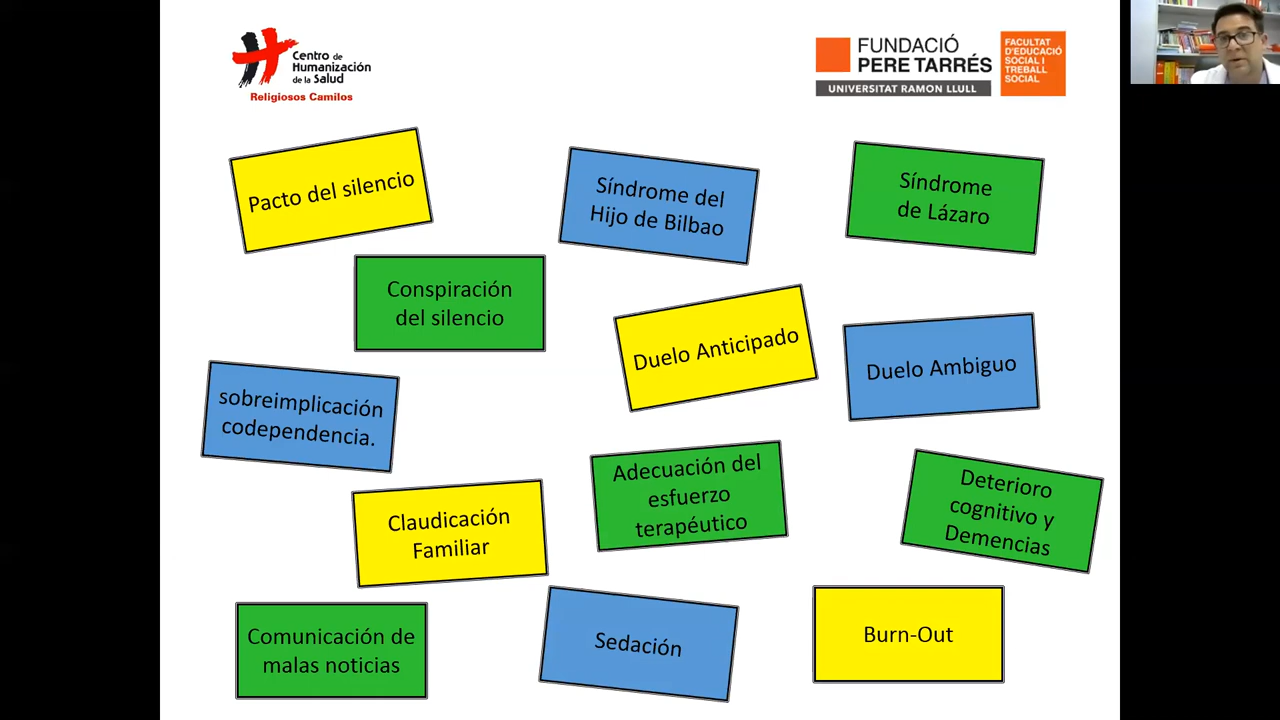 Centro de
Humanización
de la Salud
Religiosos Camilos
FUNDACIÓ
PERE TARRÉS
UNIVERSITAT RAMON LLULL
FACULTAT
D'EDUCACIÓ
SOCIAL I
TREBALL
SOCIAL
Pacto del silencio
Síndrome del
Hijo de Bilbao
Síndrome
de Lázaro
Conspiración
del silencio
Duelo Anticipado
Duelo Ambiguo
sobreimplicación
codependencia.
Claudicación
Familiar
Adecuación del
esfuerzo
terapéutico
Deterioro
cognitivo y
Demencias
Comunicación de
malas noticias
Sedación
Burn-Out